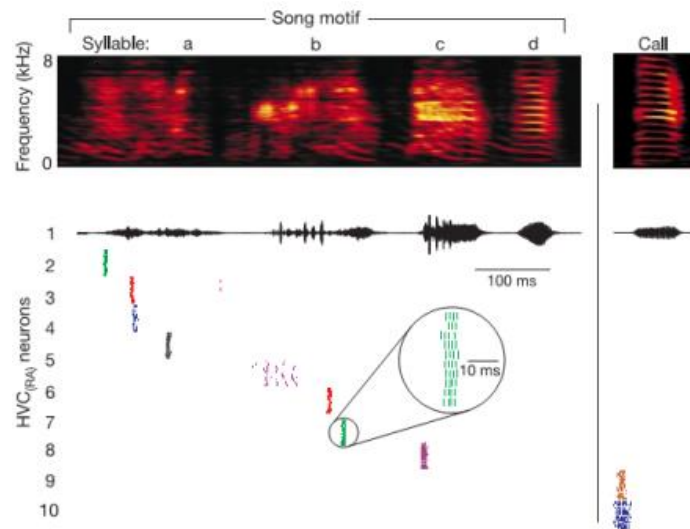 Song motif
Syllable: a b c d Call
Frequency (kHz)
8
0
HVC(RA) neurons
1
2
3
4
5
6
7
8
9
10
100 ms
10 ms